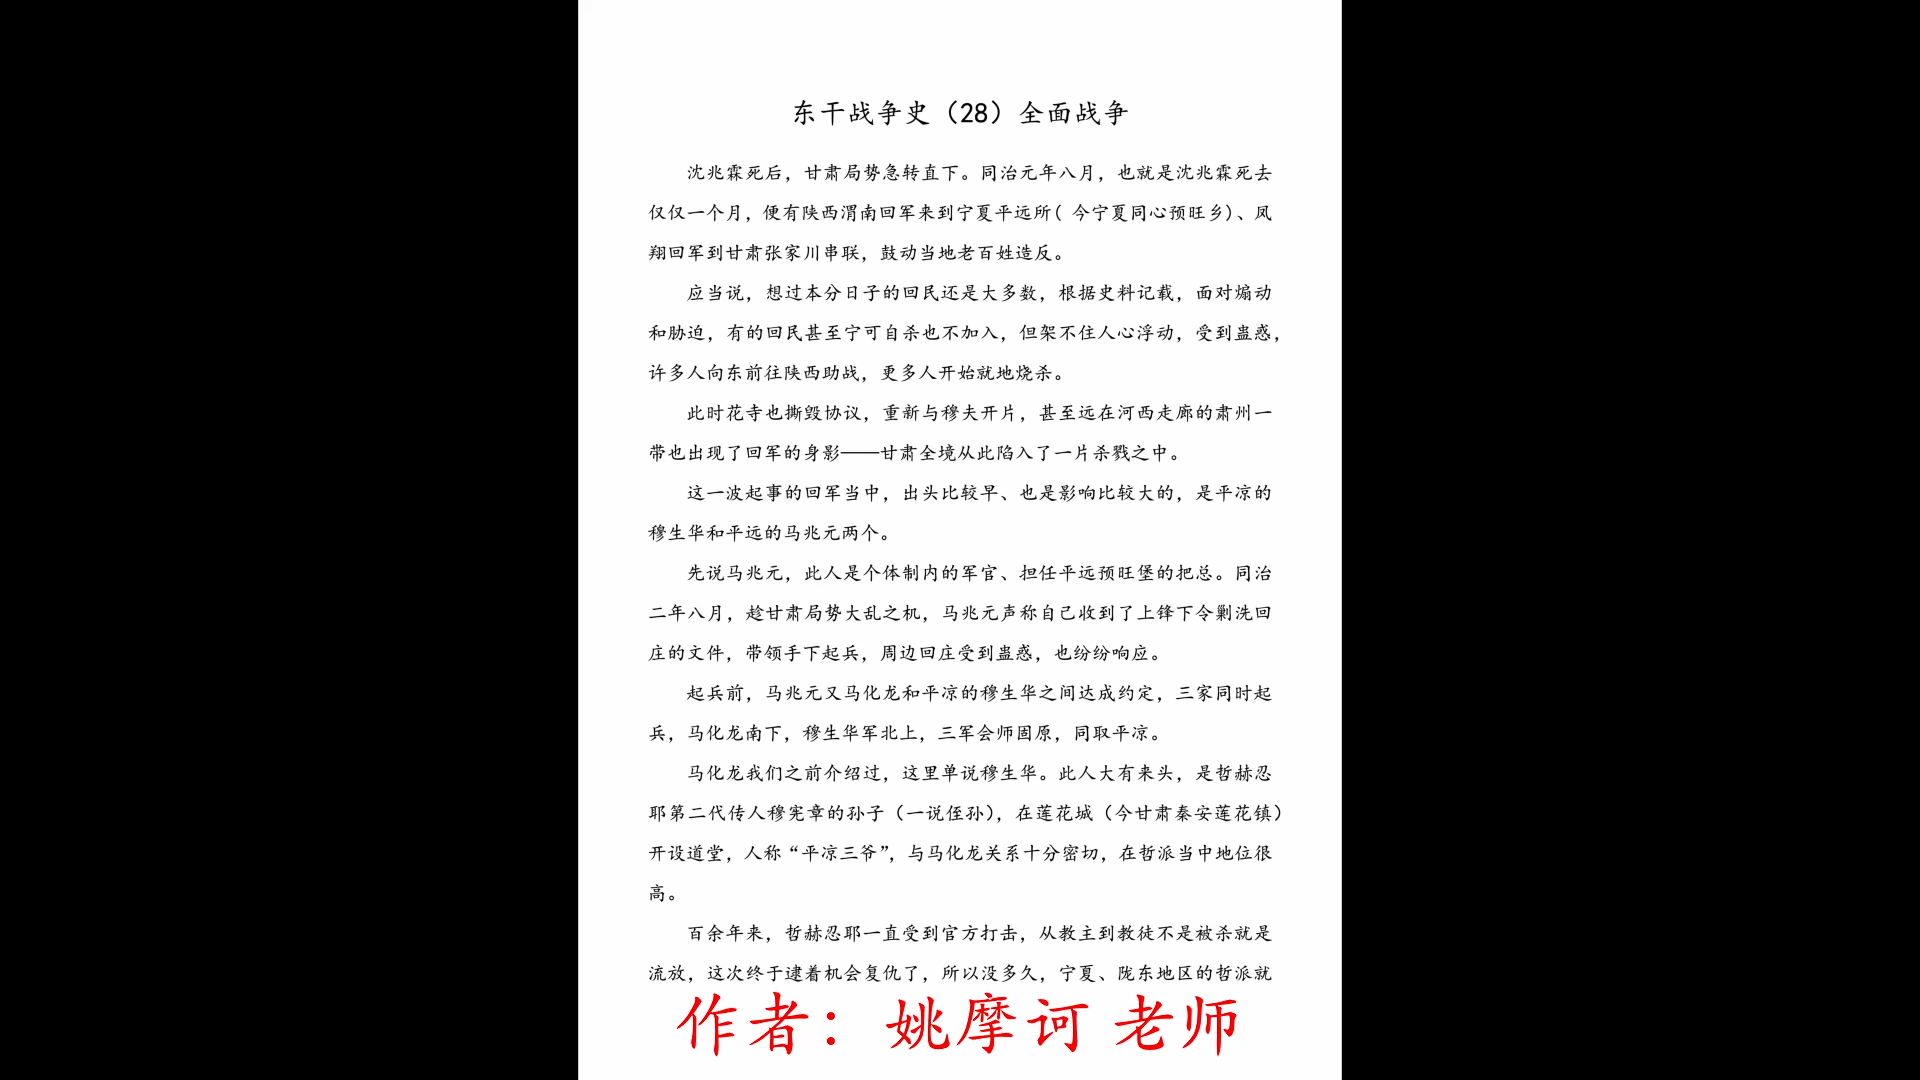 东干战争史（28）全面战争
沈兆霖死后，甘肃局势急转直下。同治元年八月，也就是沈兆霖死去
仅仅一个月，便有陕西渭南回军来到宁夏平远所( 今宁夏同心预旺乡)、凤
翔回军到甘肃张家川串联，鼓动当地老百姓造反。
应当说，想过本分日子的回民还是大多数，根据史料记载，面对煽动
和胁迫，有的回民甚至宁可自杀也不加入，但架不住人心浮动，受到蛊惑，
许多人向东前往陕西助战，更多人开始就地烧杀。
此时花寺也撕毁协议，重新与穆夫开片，甚至远在河西走廊的肃州一
带也出现了回军的身影——甘肃全境从此陷入了一片杀戮之中。
这一波起事的回军当中，出头比较早、也是影响比较大的，是平凉的
穆生华和平远的马兆元两个。
先说马兆元，此人是个体制内的军官、担任平远预旺堡的把总。同治
二年八月，趁甘肃局势大乱之机，马兆元声称自己收到了上锋下令剿洗回
庄的文件，带领手下起兵，周边回庄受到蛊惑，也纷纷响应。
起兵前，马兆元又马化龙和平凉的穆生华之间达成约定，三家同时起
兵，马化龙南下，穆生华军北上，三军会师固原，同取平凉。
马化龙我们之前介绍过，这里单说穆生华。此人大有来头，是哲赫忍
耶第二代传人穆宪章的孙子（一说侄孙），在莲花城（今甘肃秦安莲花镇）
开设道堂，人称“平凉三爷”，与马化龙关系十分密切，在哲派当中地位很
高。
百余年来，哲赫忍耶一直受到官方打击，从教主到教徒不是被杀就是
流放，这次终于逮着机会复仇了，所以没多久，宁夏、陇东地区的哲派就
作者：姚摩诃 老师